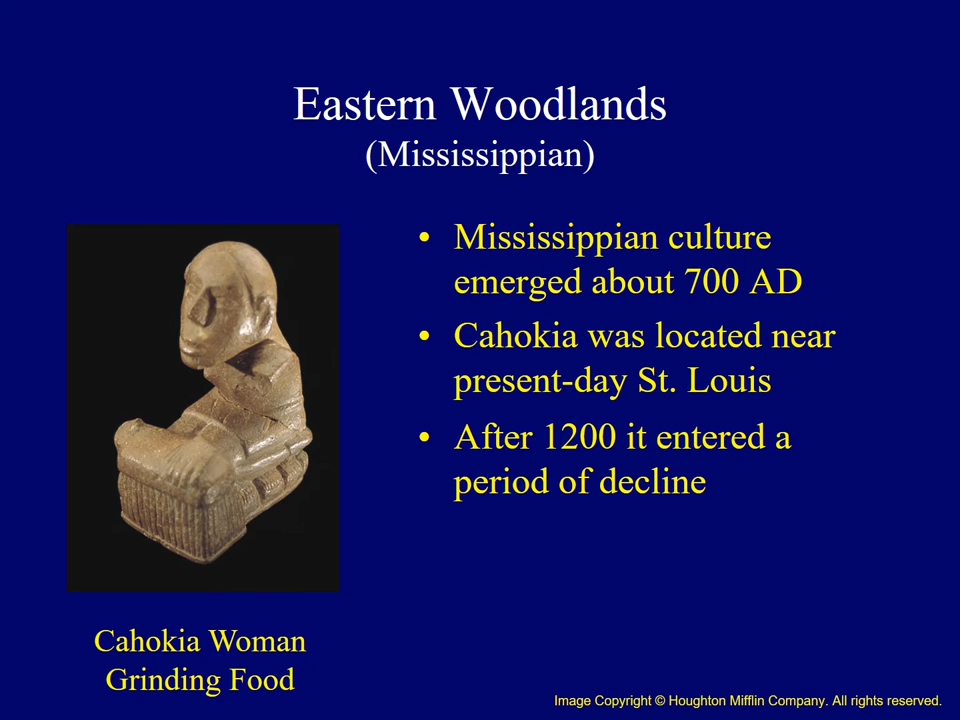 Eastern Woodlands
(Mississippian)
• Mississippian culture
emerged about 700 AD
• Cahokia was located near
present-day St. Louis
• After 1200 it entered a
period of decline
Cahokia Woman
Grinding Food
Image Copyright © Houghton Mifflin Company. All rights reserved.